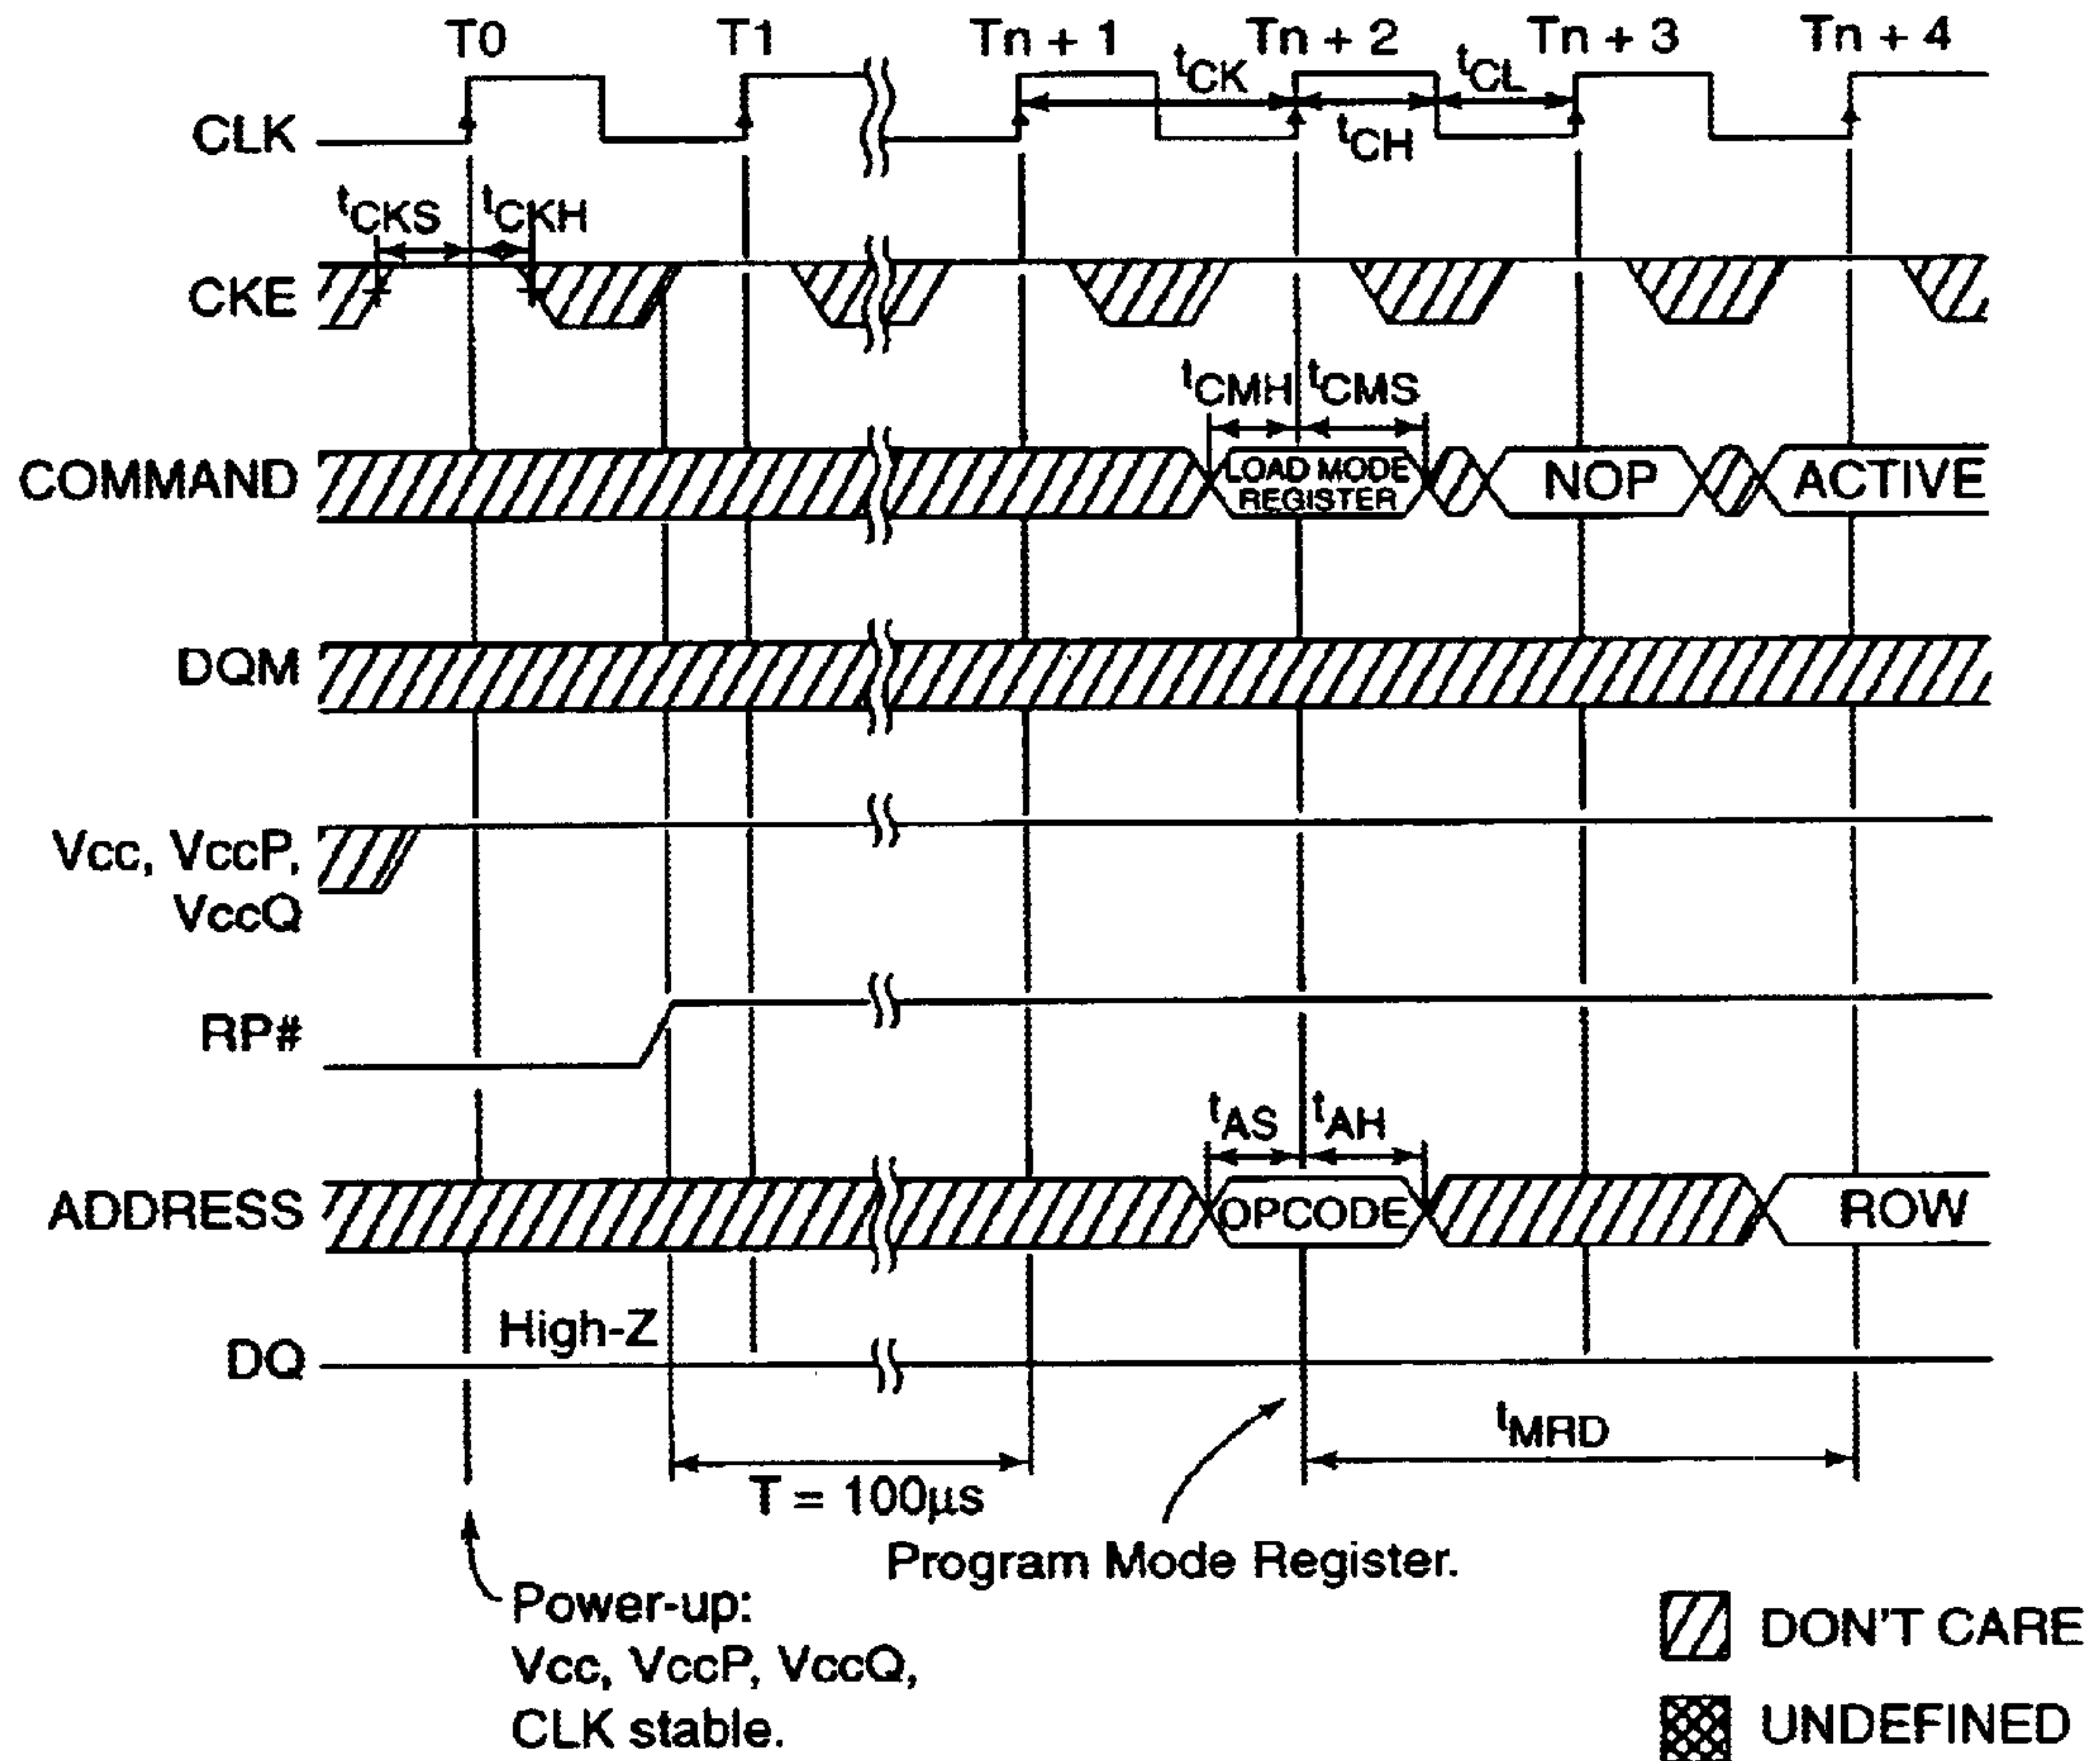 T0 T1 Tn + 1 Tn + 2 Tn + 3 Tn + 4
tCK tCL
CLK
tCH
tCKS tCKH
CKE
tCMH tCMS
COMMAND
LOAD MODE
REGISTER
NOP
ACTIVE
DQM
Vcc, VccP,
VccQ
RP#
tAS tAH
ADDRESS
OPCODE
ROW
High-Z
DQ
tMRD
T = 100µs
Program Mode Register.
Power-up:
Vcc, VccP, VccQ,
CLK stable.
DON'T CARE
UNDEFINED